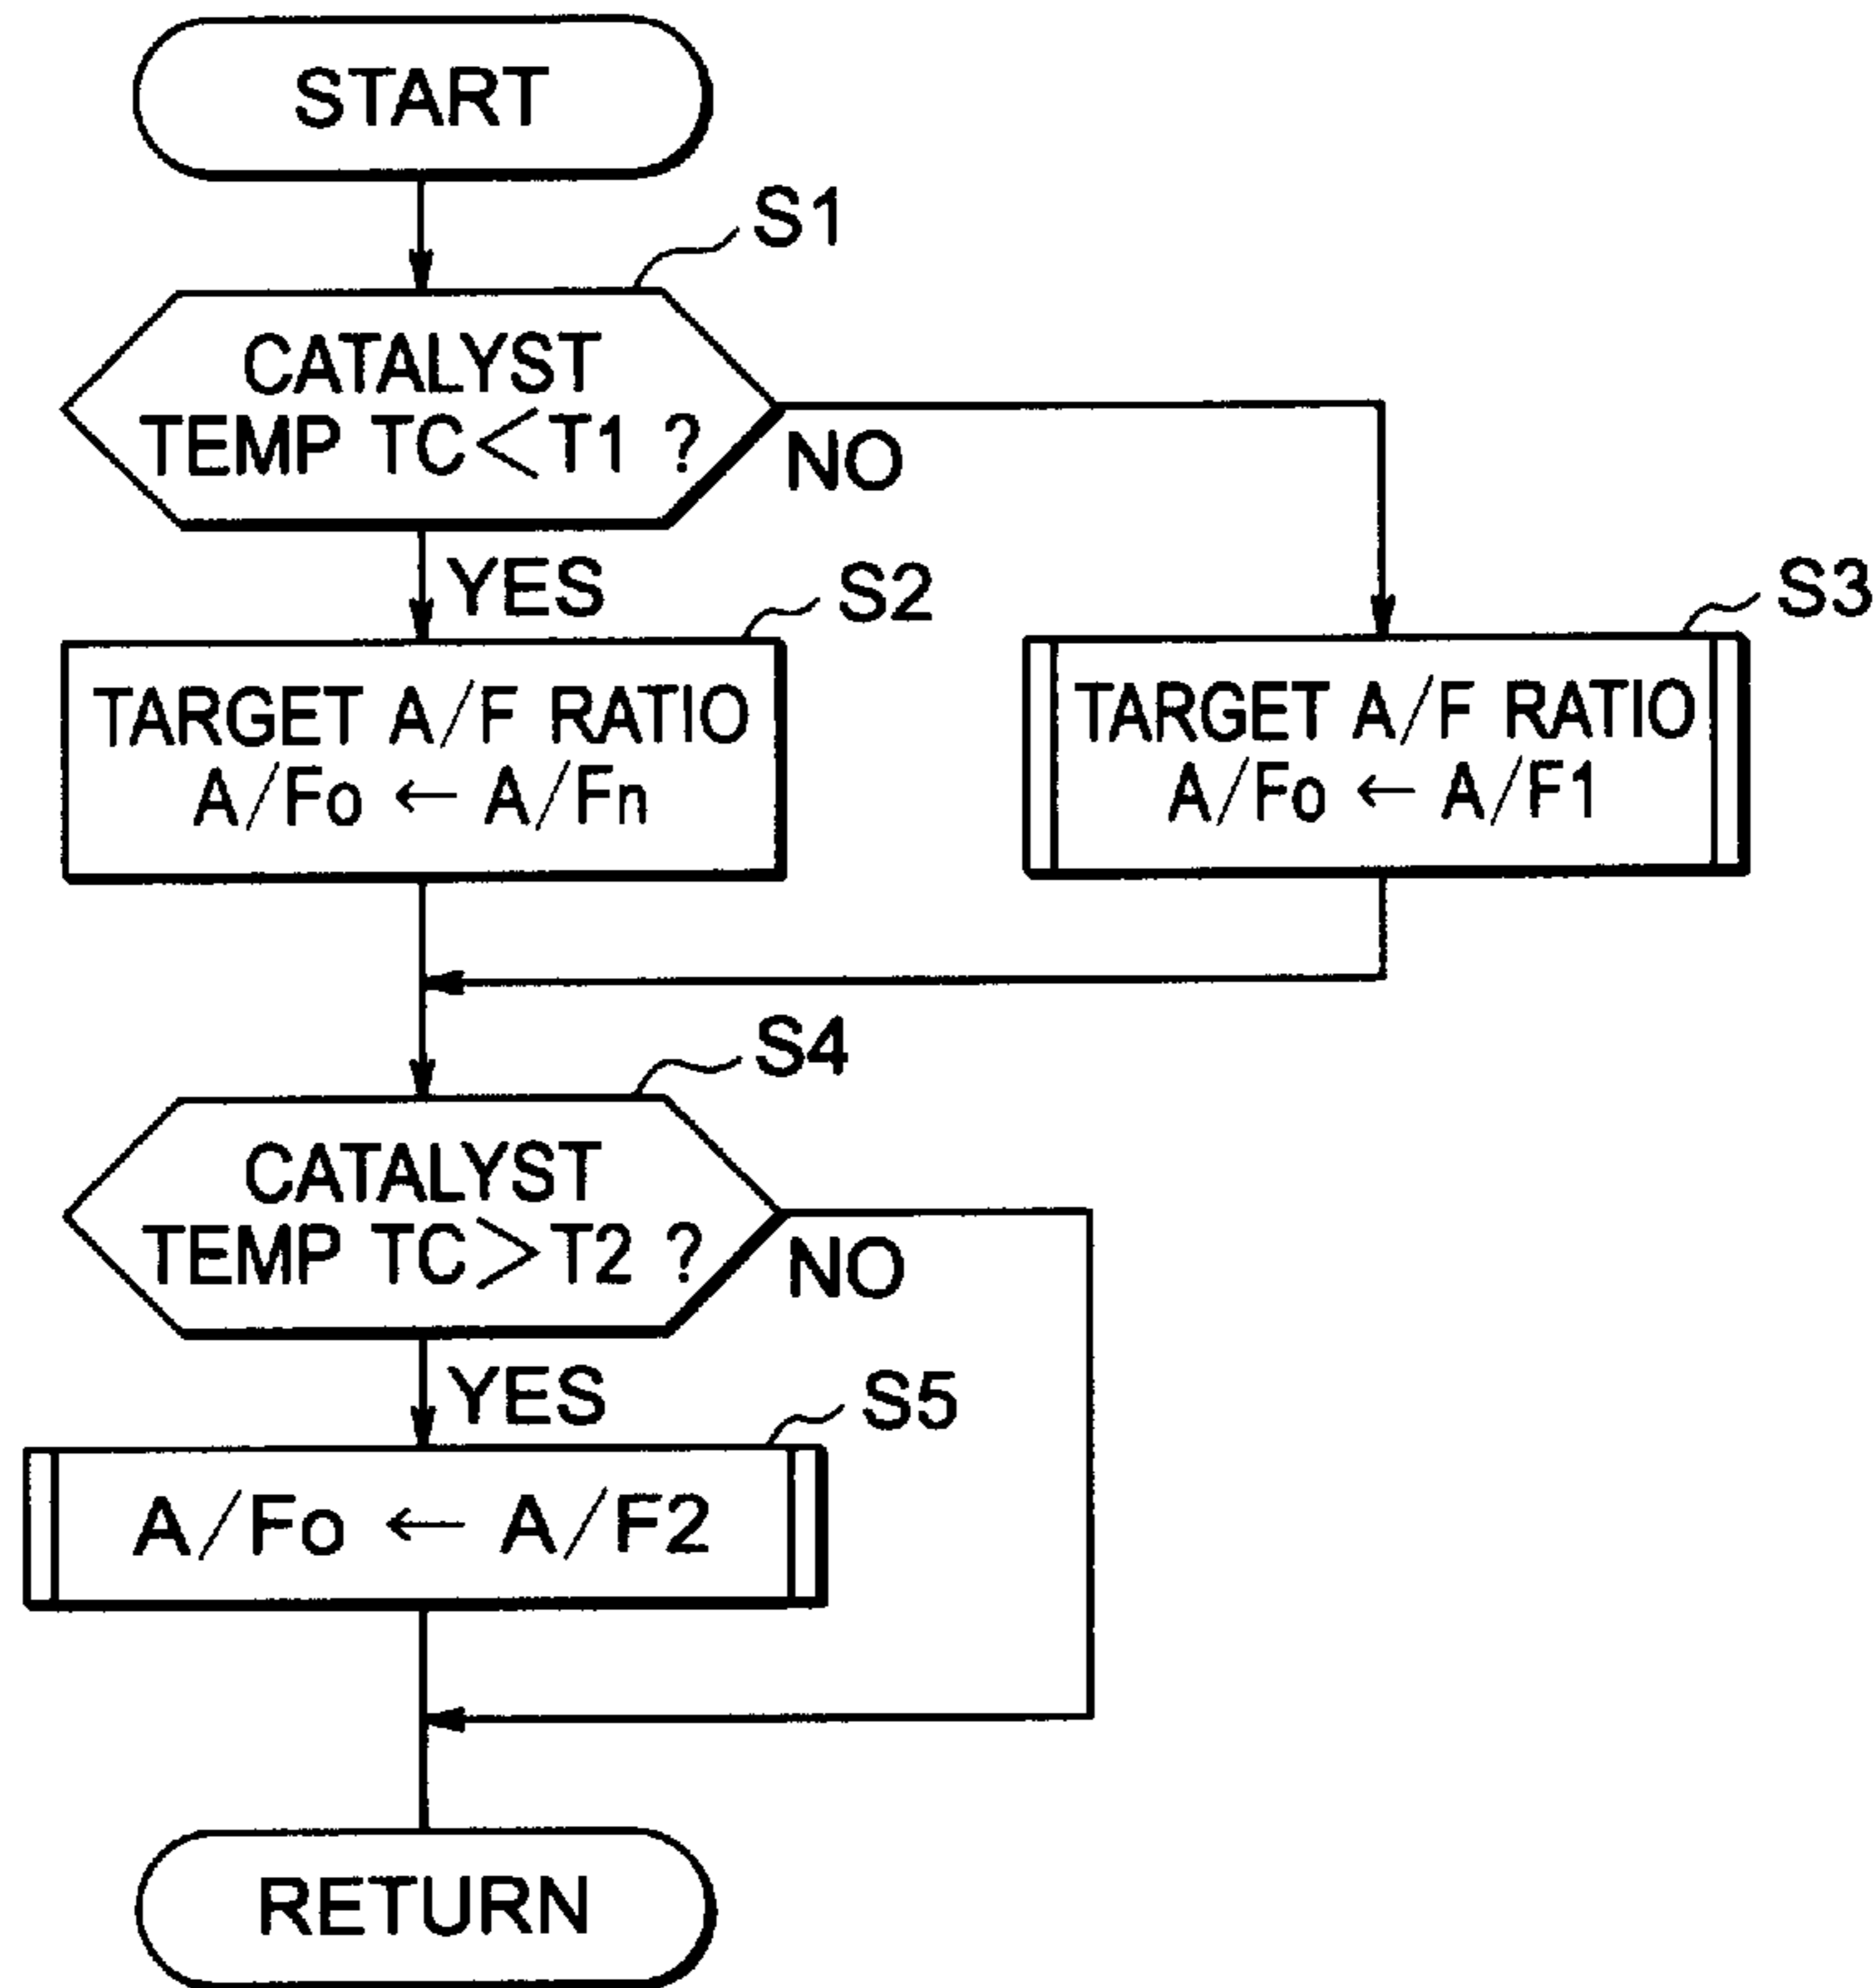 START
S1
CATALYST
TEMP TC<T1 ?
NO
YES
S2
S3
TARGET A/F RATIO
A/Fo ← A/Fn
TARGET A/F RATIO
A/Fo ← A/F1
S4
CATALYST
TEMP TC>T2 ?
NO
YES
S5
A/Fo ← A/F2
RETURN